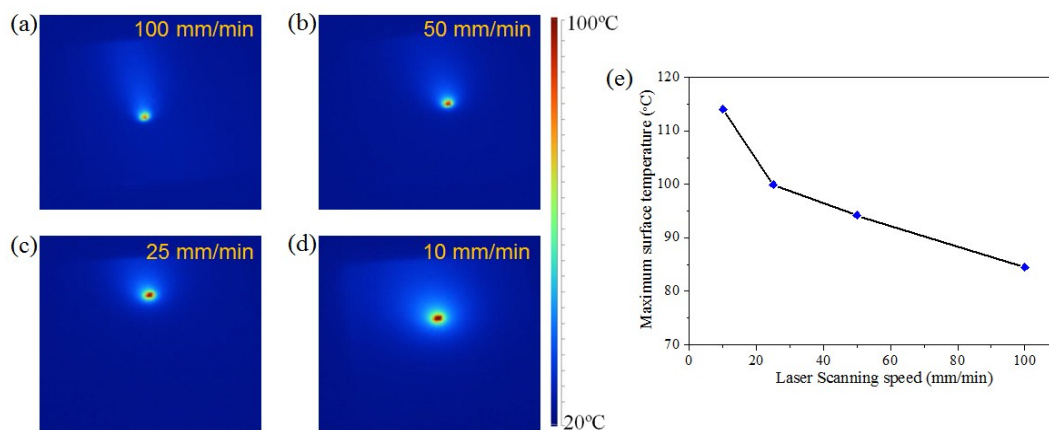 (a)
100 mm/min
(b)
50 mm/min
(c)
25 mm/min
(d)
10 mm/min
100ºC
20ºC
(e)
Maximum surface temperature (ºC)
120
110
100
90
80
70
0
20
40
60
80
100
Laser Scanning speed (mm/min)